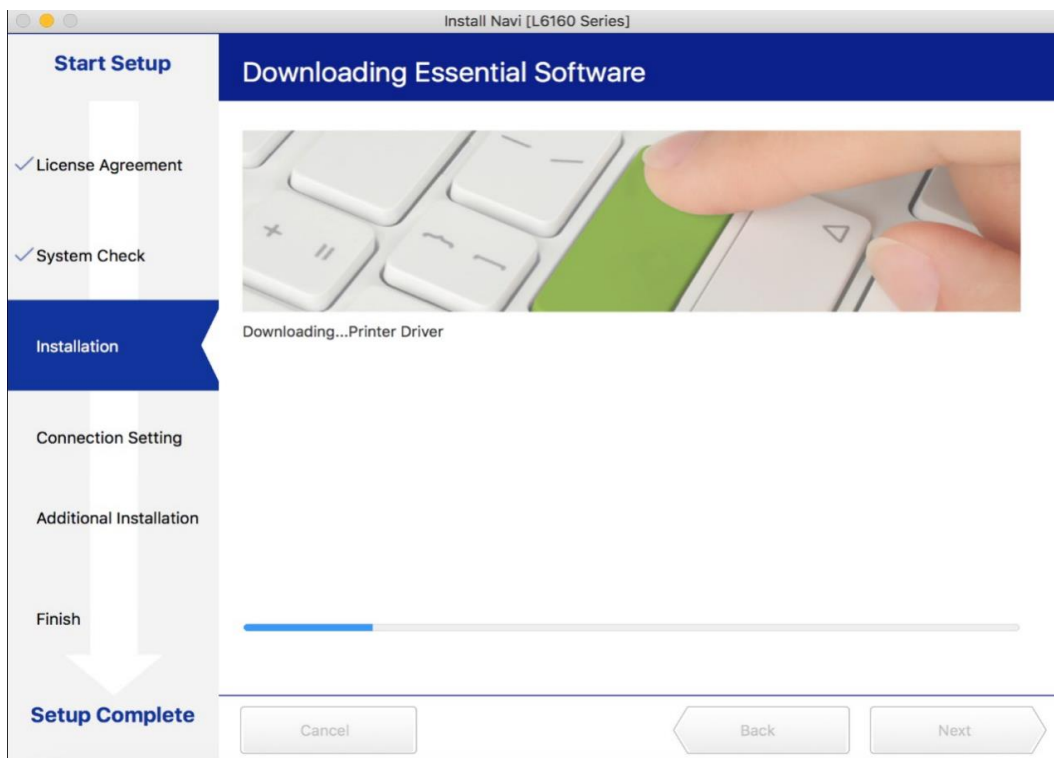 Install Navi [L6160 Series]
Start Setup
License Agreement
System Check
Installation
Connection Setting
Additional Installation
Finish
Setup Complete
Downloading Essential Software
Downloading...Printer Driver
Cancel
Back
Next